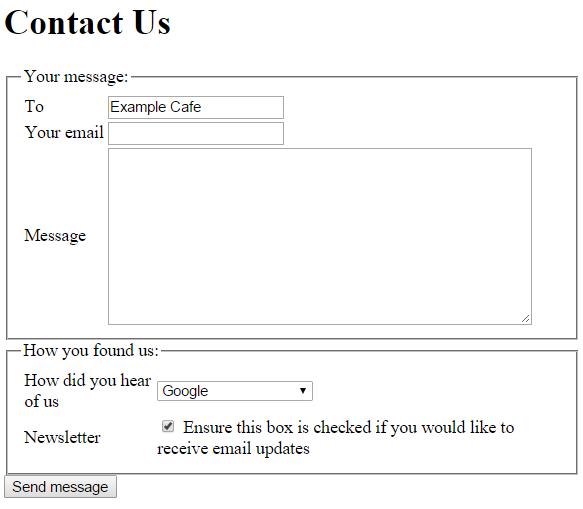 Contact Us
Your message:
To
Example Cafe
Your email
Message
How you found us:
How did you hear
of us
Google
Newsletter
Ensure this box is checked if you would like to
receive email updates
Send message